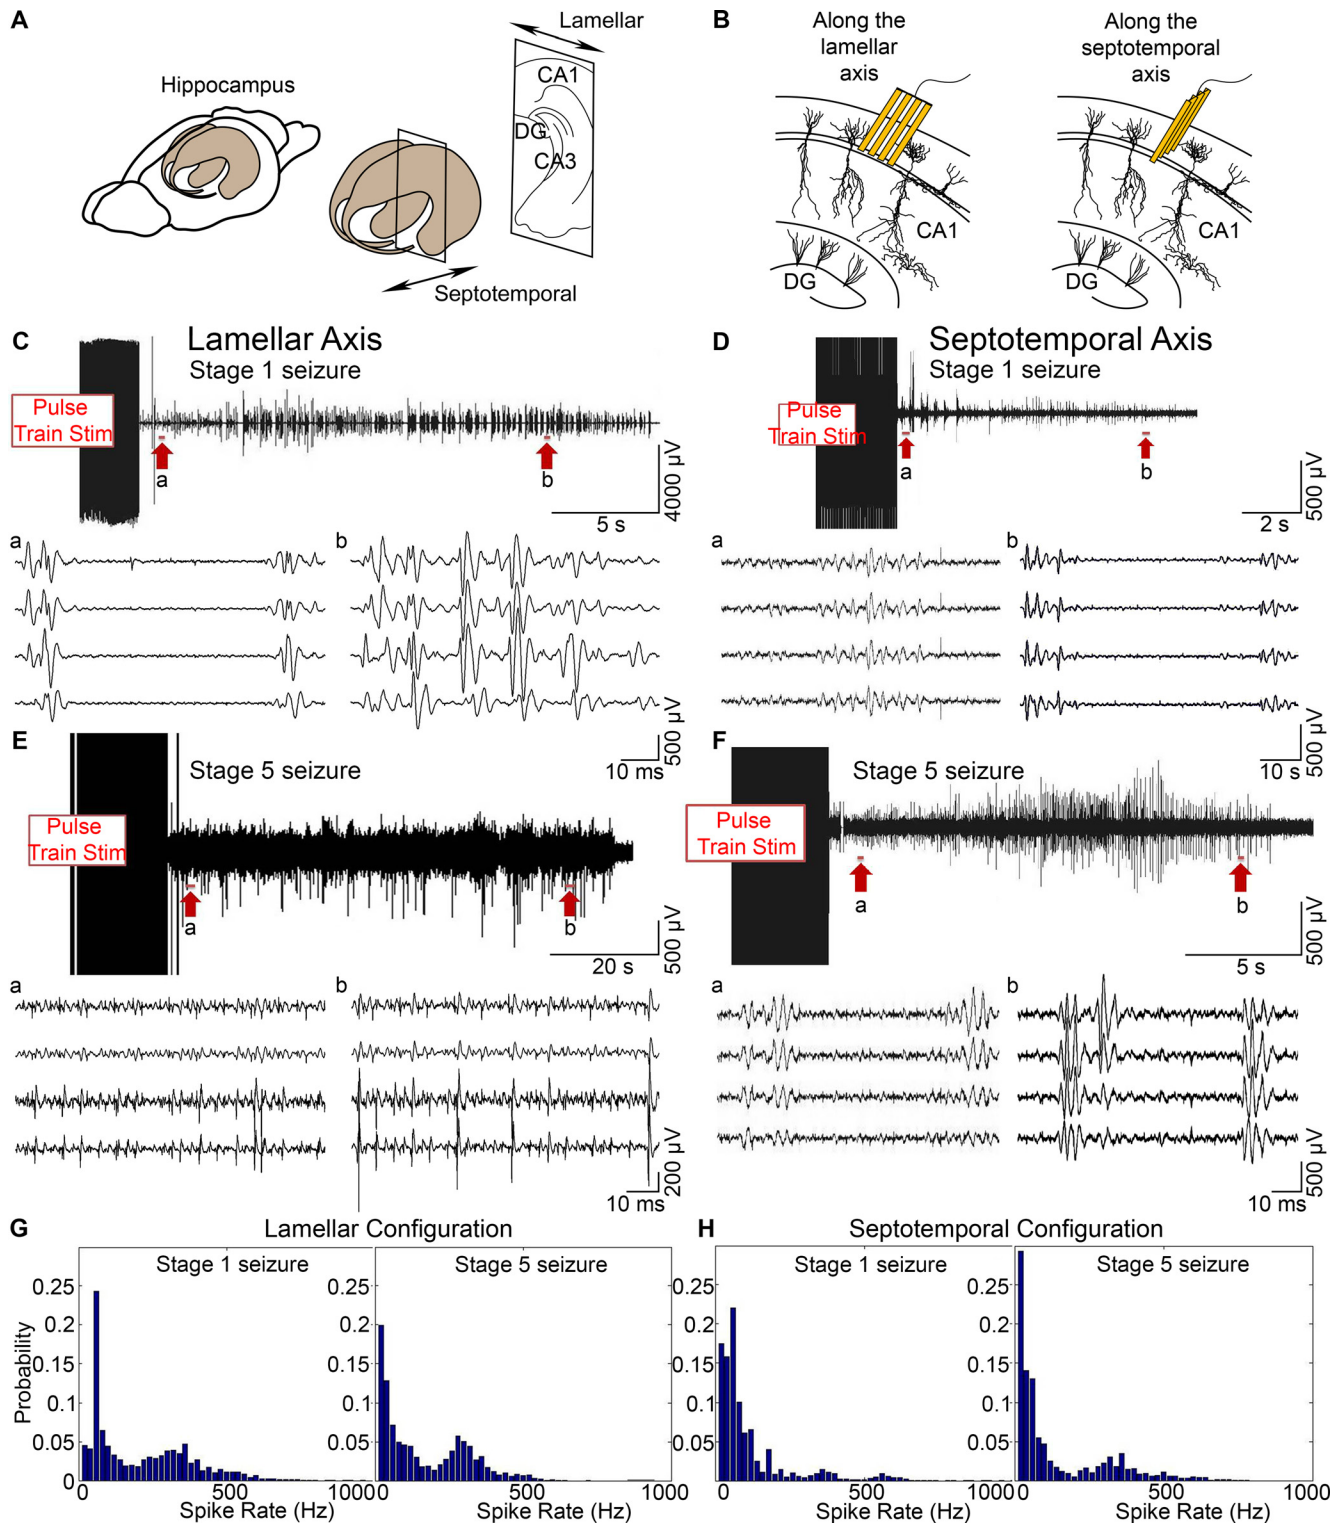 A
Hippocampus
Lamellar
CA1
DG
CA3
Septotemporal
B
Along the
lamellar
axis
Along the
septotemporal
axis
CA1
DG
CA1
DG
C
Lamellar Axis
Stage 1 seizure
Pulse
Train Stim
a
b
4000 µV
5 s
a
b
500 µV
10 ms
D
Septotemporal Axis
Stage 1 seizure
Pulse
Train Stim
a
b
500 µV
2 s
a
b
500 µV
10 s
E
Stage 5 seizure
Pulse
Train Stim
a
b
500 µV
20 s
a
b
200 µV
10 ms
F
Stage 5 seizure
Pulse
Train Stim
a
b
500 µV
5 s
a
b
500 µV
10 ms
G
Lamellar Configuration
Stage 1 seizure
Stage 5 seizure
Probability
0.25
0.2
0.15
0.1
0.05
0
0.25
0.2
0.15
0.1
0.05
0
500
1000
0
500
1000
Spike Rate (Hz)
Spike Rate (Hz)
H
Septotemporal Configuration
Stage 1 seizure
Stage 5 seizure
0.25
0.2
0.15
0.1
0.05
0
0.25
0.2
0.15
0.1
0.05
0
0
500
1000
0
500
1000
Spike Rate (Hz)
Spike Rate (Hz)